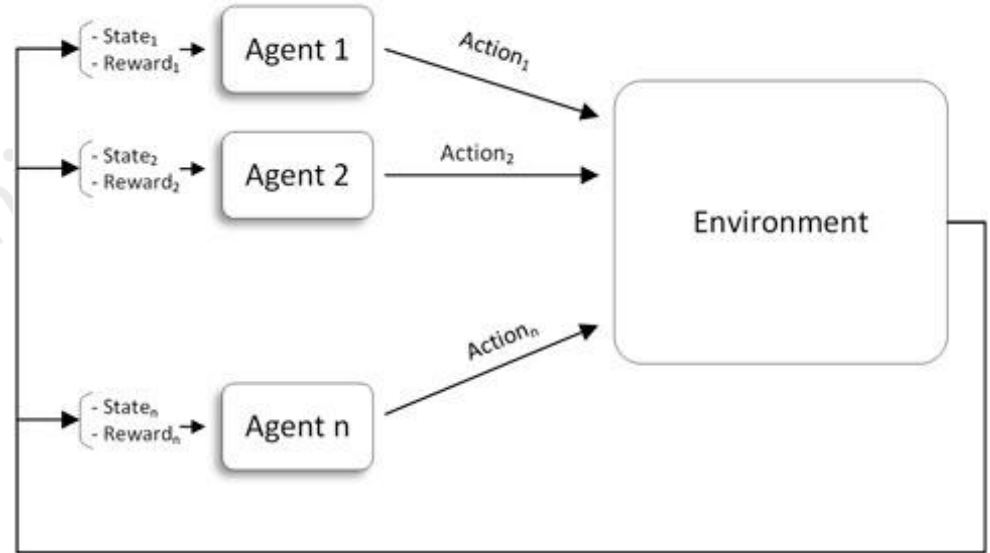 - State₁
- Reward₁
Agent 1
Action₁
- State₂
- Reward₂
Agent 2
Action₂
Environment
- Stateₙ
- Rewardₙ
Agent n
Actionₙ